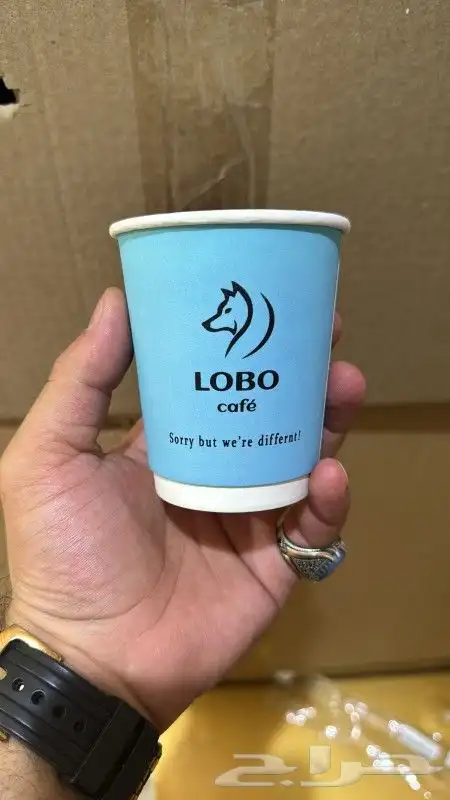 LOBO
café
Sorry but we're differnt!
حراج